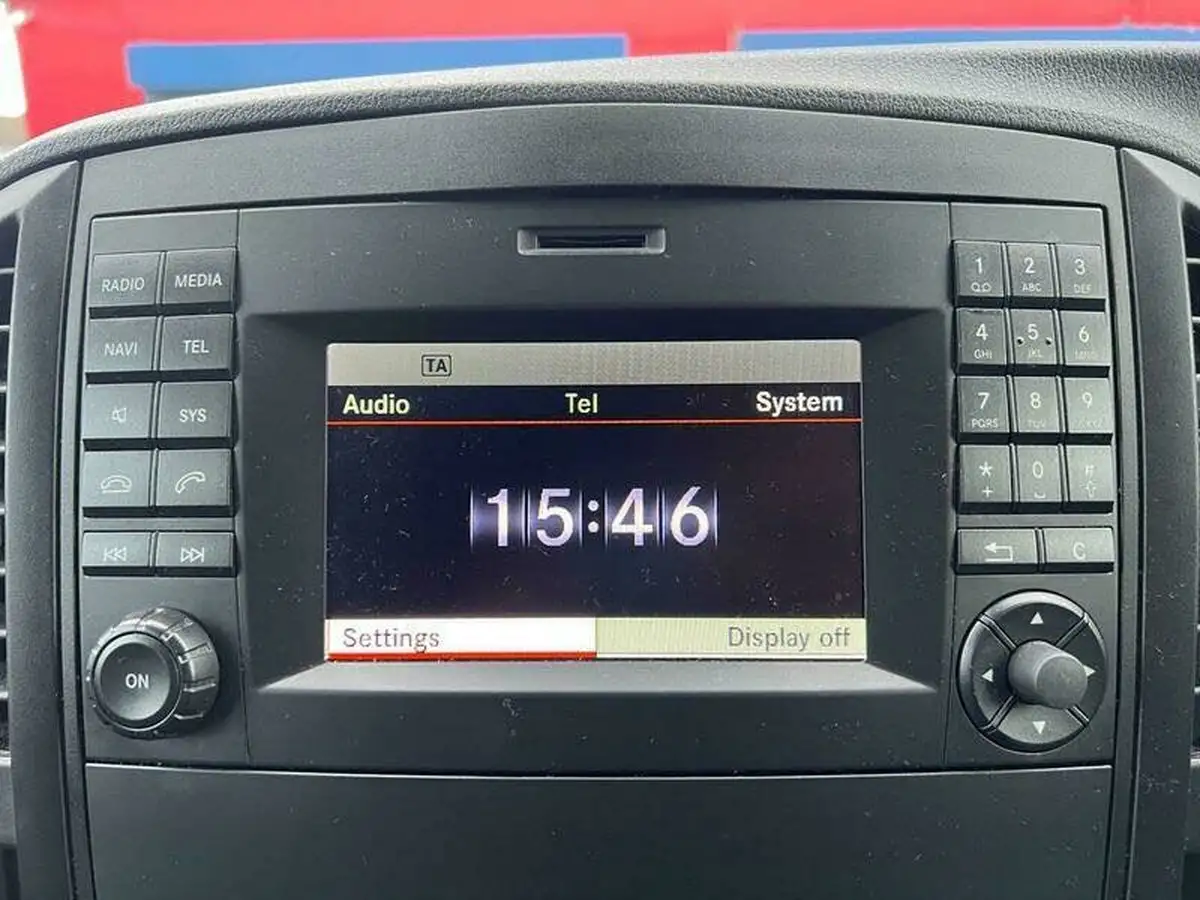 TA
Audio Tel System
15:46
Settings Display off
RADIO MEDIA
NAVI TEL
SYS
ON
1 2 3
ABC DEF
4 5 6
GHI JKL MNO
7 8 9
PQRS TUV
* 0 #
+
C